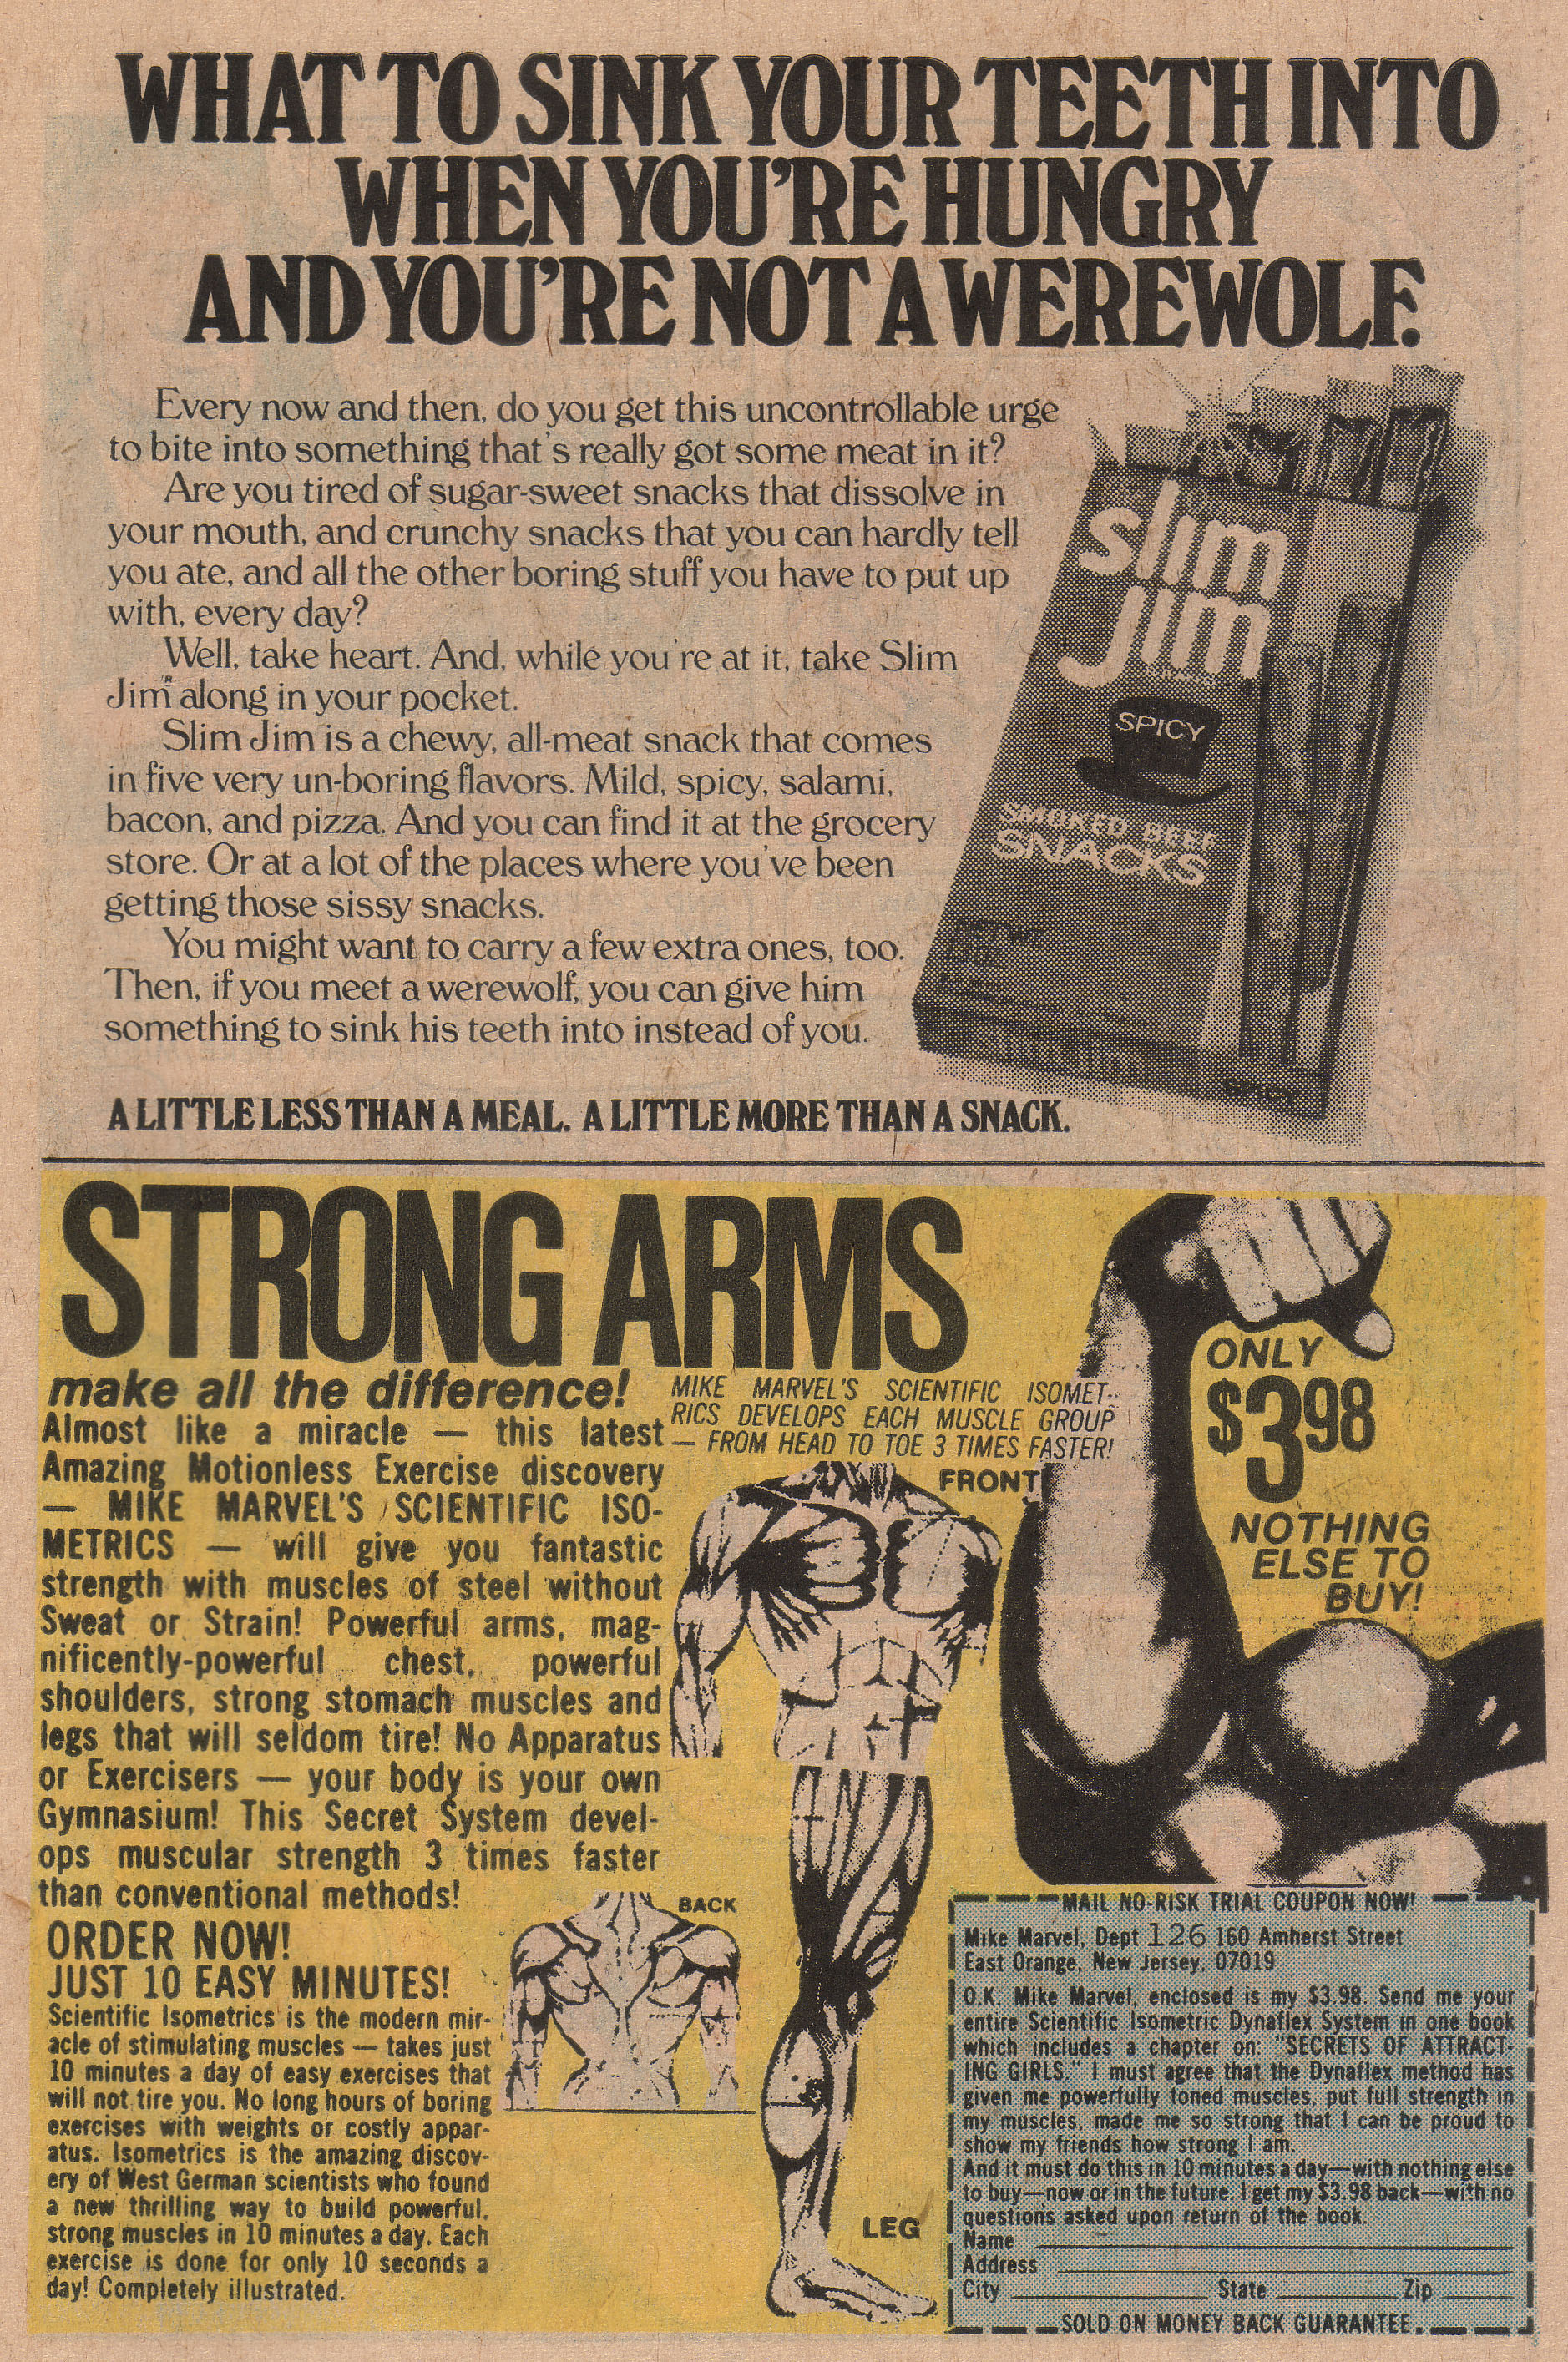 WHAT TO SINK YOUR TEETH INTO
WHEN YOU'RE HUNGRY
AND YOU'RE NOT A WEREWOLF.
Every now and then, do you get this uncontrollable urge
to bite into something that's really got some meat in it?
Are you tired of sugar-sweet snacks that dissolve in
your mouth, and crunchy snacks that you can hardly tell
you ate, and all the other boring stuff you have to put up
with, every day?
Well, take heart. And, while you're at it, take Slim
Jim® along in your pocket.
Slim Jim is a chewy, all-meat snack that comes
in five very un-boring flavors. Mild, spicy, salami,
bacon, and pizza. And you can find it at the grocery
store. Or at a lot of the places where you've been
getting those sissy snacks.
You might want to carry a few extra ones, too.
Then, if you meet a werewolf, you can give him
something to sink his teeth into instead of you.
A LITTLE LESS THAN A MEAL. A LITTLE MORE THAN A SNACK.
slim
jim
BRAND
SPICY
SMOKED BEEF
SNACKS
NET WT.
SPICY
STRONG ARMS
make all the difference!
Almost like a miracle — this latest
Amazing Motionless Exercise discovery
— MIKE MARVEL'S SCIENTIFIC ISO-
METRICS — will give you fantastic
strength with muscles of steel without
Sweat or Strain! Powerful arms, mag-
nificently-powerful chest, powerful
shoulders, strong stomach muscles and
legs that will seldom tire! No Apparatus
or Exercisers — your body is your own
Gymnasium! This Secret System devel-
ops muscular strength 3 times faster
than conventional methods!
ORDER NOW!
JUST 10 EASY MINUTES!
Scientific Isometrics is the modern mir-
acle of stimulating muscles — takes just
10 minutes a day of easy exercises that
will not tire you. No long hours of boring
exercises with weights or costly appar-
atus. Isometrics is the amazing discov-
ery of West German scientists who found
a new thrilling way to build powerful,
strong muscles in 10 minutes a day. Each
exercise is done for only 10 seconds a
day! Completely illustrated.
MIKE MARVEL'S SCIENTIFIC ISOMET-
RICS DEVELOPS EACH MUSCLE GROUP
— FROM HEAD TO TOE 3 TIMES FASTER!
FRONT
BACK
LEG
ONLY
$3.98
NOTHING
ELSE TO
BUY!
MAIL NO-RISK TRIAL COUPON NOW!
Mike Marvel, Dept 126 160 Amherst Street
East Orange, New Jersey, 07019
O.K. Mike Marvel, enclosed is my $3.98. Send me your
entire Scientific Isometric Dynaflex System in one book
which includes a chapter on: "SECRETS OF ATTRACT-
ING GIRLS." I must agree that the Dynaflex method has
given me powerfully toned muscles, put full strength in
my muscles, made me so strong that I can be proud to
show my friends how strong I am.
And it must do this in 10 minutes a day—with nothing else
to buy—now or in the future. I get my $3.98 back—with no
questions asked upon return of the book.
Name
Address
City State Zip
SOLD ON MONEY BACK GUARANTEE.